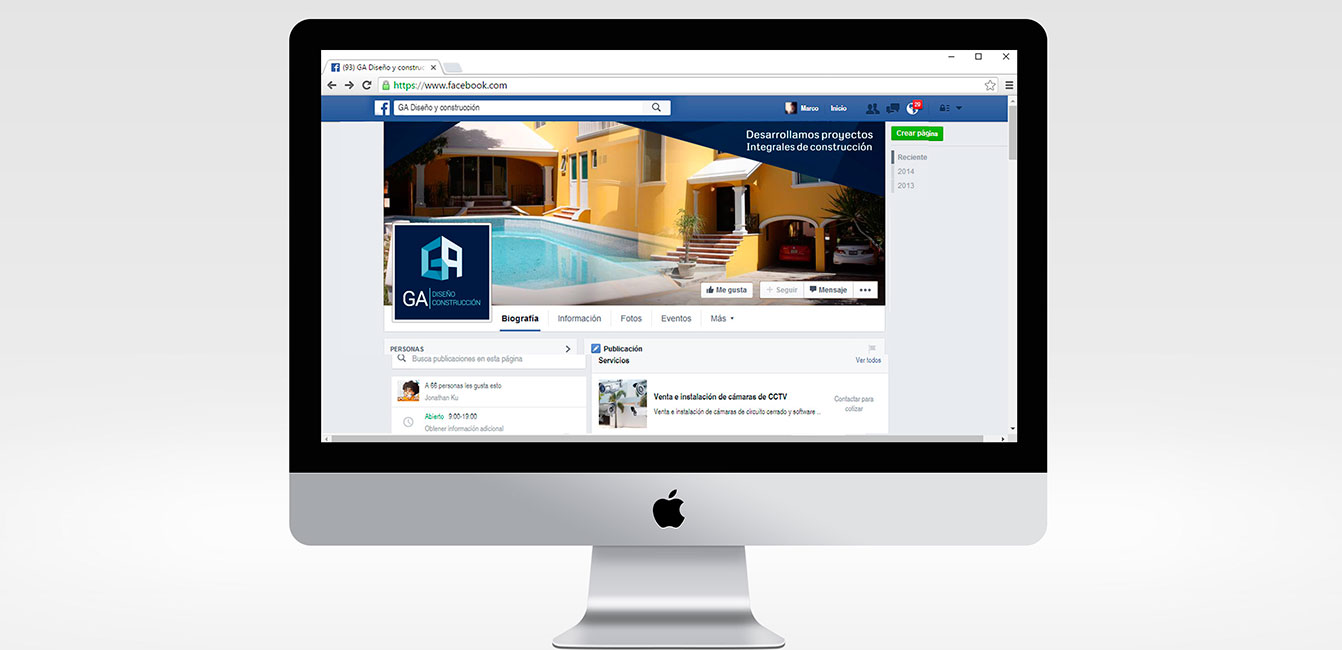 (93) GA Diseño y construc
https://www.facebook.com
GA Diseño y construcción
Marco Inicio 29
Desarrollamos proyectos
Integrales de construcción
Crear página
Reciente
2014
2013
GA DISEÑO
CONSTRUCCIÓN
Me gusta Seguir Mensaje
Biografía Información Fotos Eventos Más
PERSONAS
Busca publicaciones en esta página
A 66 personas les gusta esto
Jonathan Ku
Abierto 9:00-19:00
Obtener información adicional
Publicación
Servicios Ver todos
Venta e instalación de cámaras de CCTV
Venta e instalación de cámaras de circuito cerrado y software ...
Contactar para
cotizar